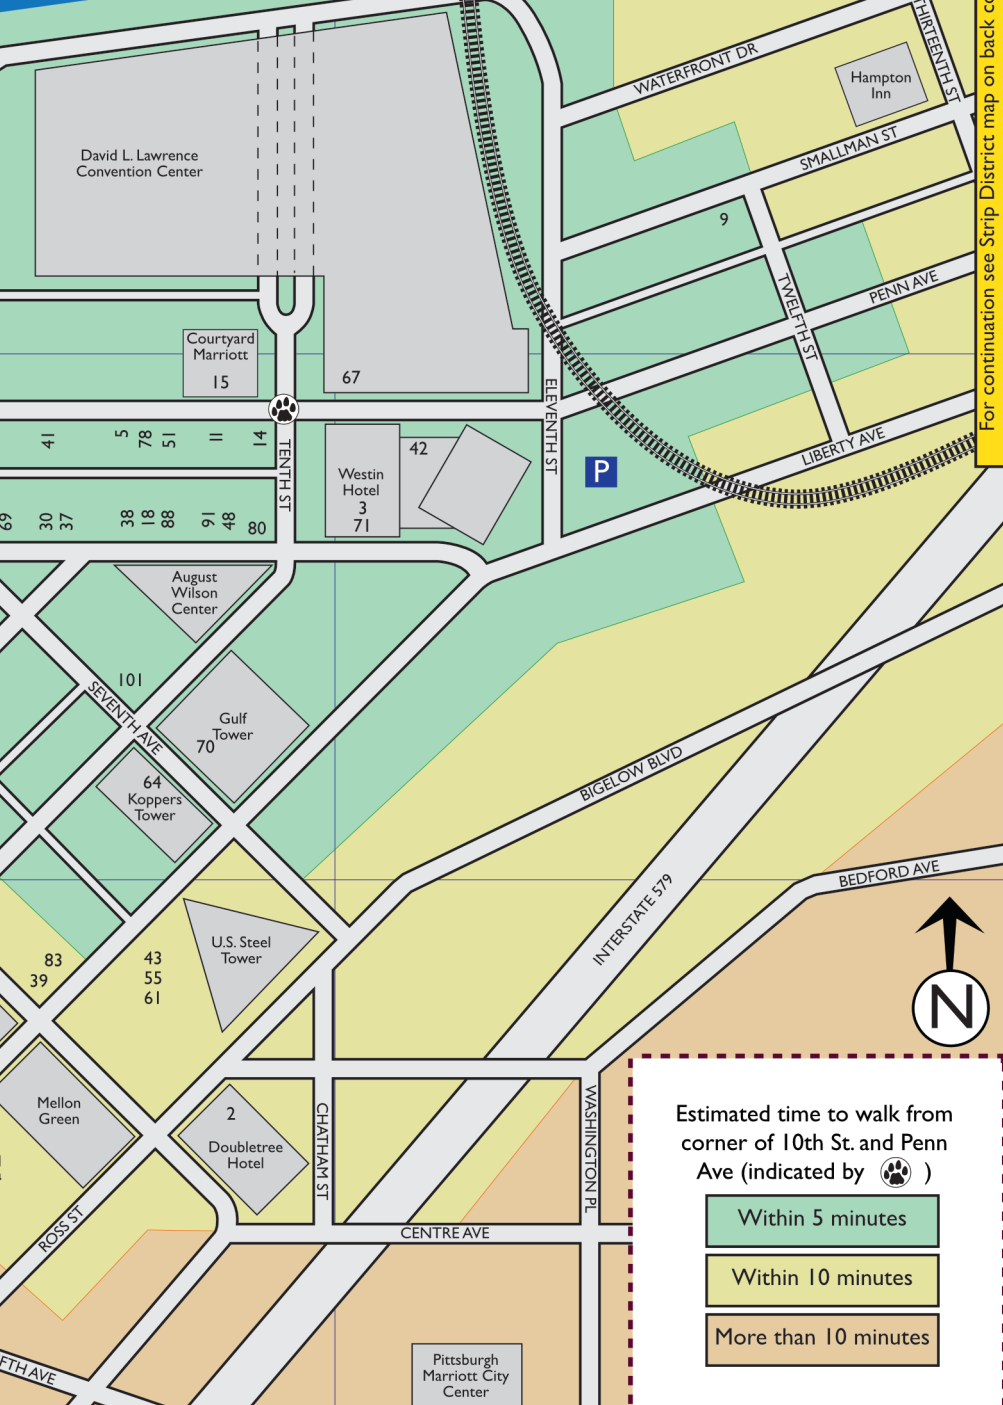 WATERFRONT DR
THIRTEENTH ST
Hampton
Inn
SMALLMAN ST
For continuation see Strip District map on back co
David L. Lawrence
Convention Center
9
TWELFTH ST
PENN AVE
Courtyard
Marriott
15
67
ELEVENTH ST
LIBERTY AVE
P
41
5
78
51
11
14
TENTH ST
42
Westin
Hotel
3
71
69
30
37
38
18
88
91
48
80
August
Wilson
Center
101
SEVENTH AVE
Gulf
Tower
70
64
Koppers
Tower
BIGELOW BLVD
BEDFORD AVE
INTERSTATE 579
U.S. Steel
Tower
83
39
43
55
61
N
Mellon
Green
2
Doubletree
Hotel
CHATHAM ST
WASHINGTON PL
ROSS ST
CENTRE AVE
FTH AVE
Pittsburgh
Marriott City
Center
Estimated time to walk from
corner of 10th St. and Penn
Ave (indicated by )
Within 5 minutes
Within 10 minutes
More than 10 minutes